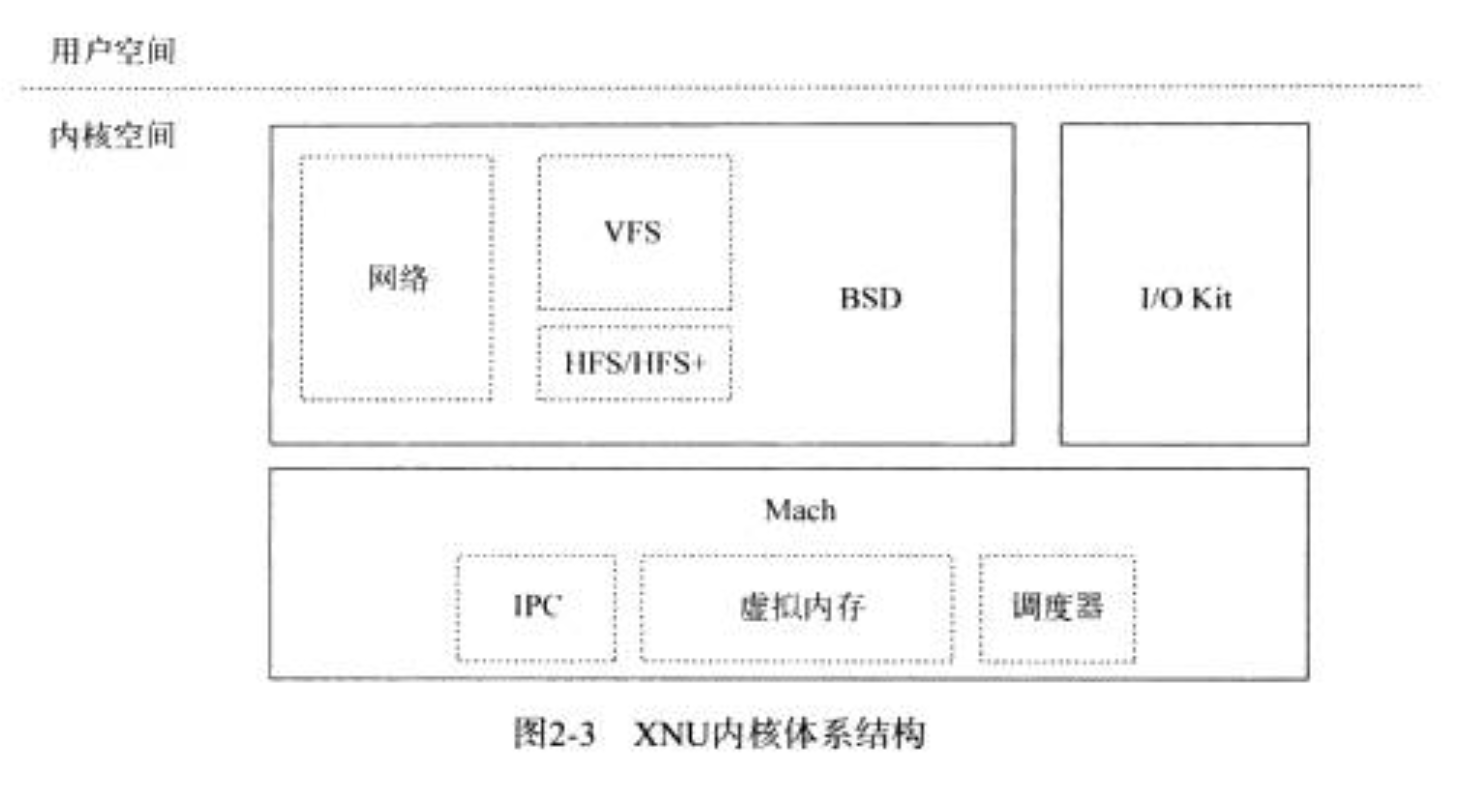 用户空间
内核空间
网络
VFS
HFS/HFS+
BSD
I/O Kit
Mach
IPC
虚拟内存
调度器
图2-3 XNU内核体系结构